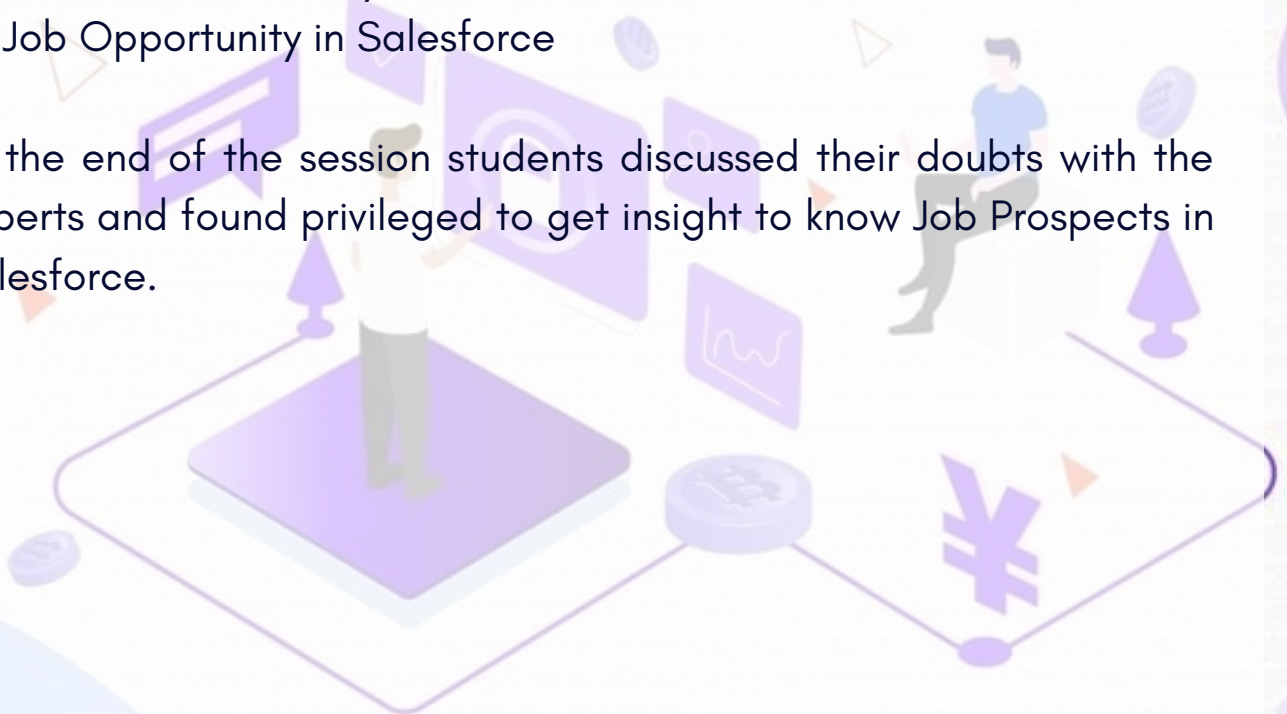 Job Opportunity in Salesforce
the end of the session students discussed their doubts with the
perts and found privileged to get insight to know Job Prospects in
lesforce.